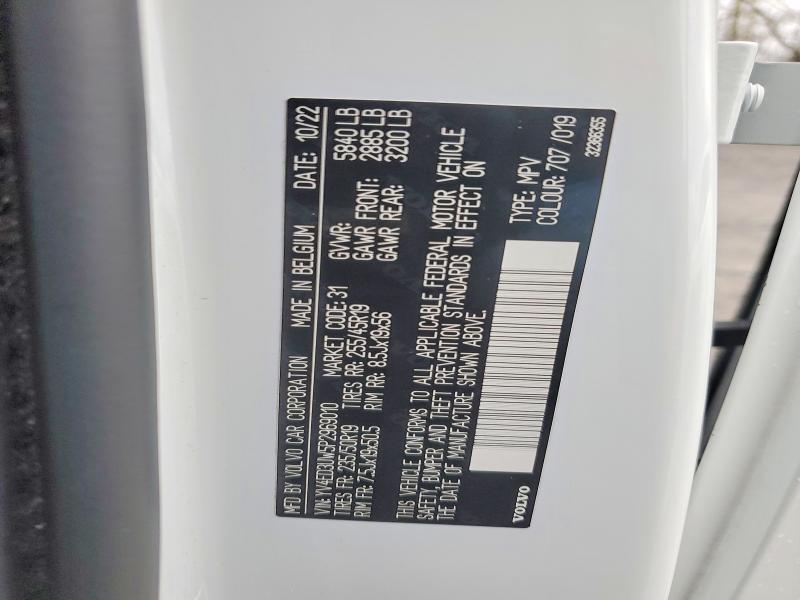 MFD BY VOLVO CAR CORPORATION MADE IN BELGIUM DATE: 10/22
VIN: YV4ED3UW5P2969010 MARKET CODE: 31 GVWR: 5840 LB
TIRES FR: 235/50R19 TIRES RR: 255/45R19 GAWR FRONT: 2885 LB
RIM FR: 7.5Jx19x50.5 RIM RR: 8.5Jx19x56 GAWR REAR: 3200 LB
THIS VEHICLE CONFORMS TO ALL APPLICABLE FEDERAL MOTOR VEHICLE
SAFETY, BUMPER AND THEFT PREVENTION STANDARDS IN EFFECT ON
THE DATE OF MANUFACTURE SHOWN ABOVE.
TYPE: MPV
COLOUR: 707 /019
VOLVO 32366355